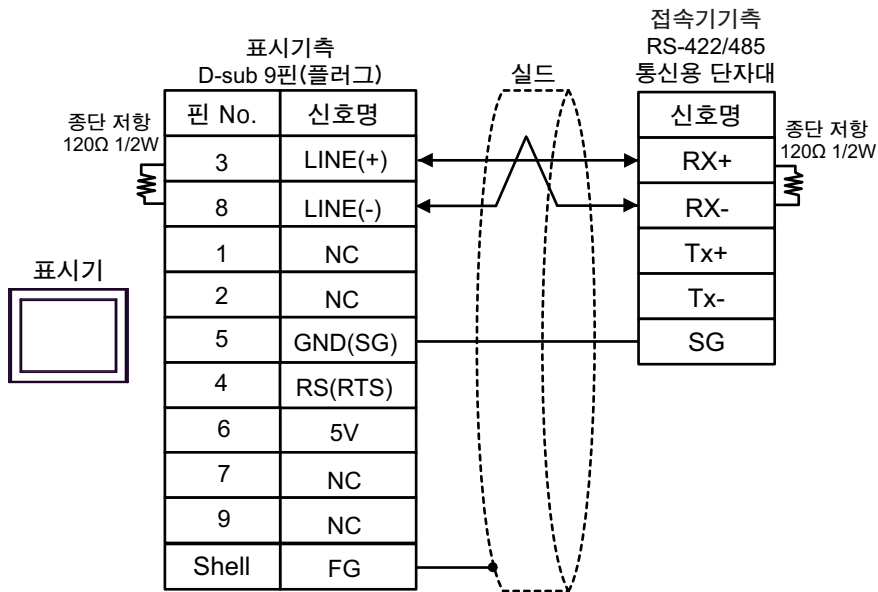 표시기측
D-sub 9핀(플러그)
실드
접속기기측
RS-422/485
통신용 단자대
종단 저항
120Ω 1/2W
핀 No. 신호명
3 LINE(+)
8 LINE(-)
1 NC
2 NC
5 GND(SG)
4 RS(RTS)
6 5V
7 NC
9 NC
Shell FG
표시기
신호명
RX+
RX-
Tx+
Tx-
SG
종단 저항
120Ω 1/2W